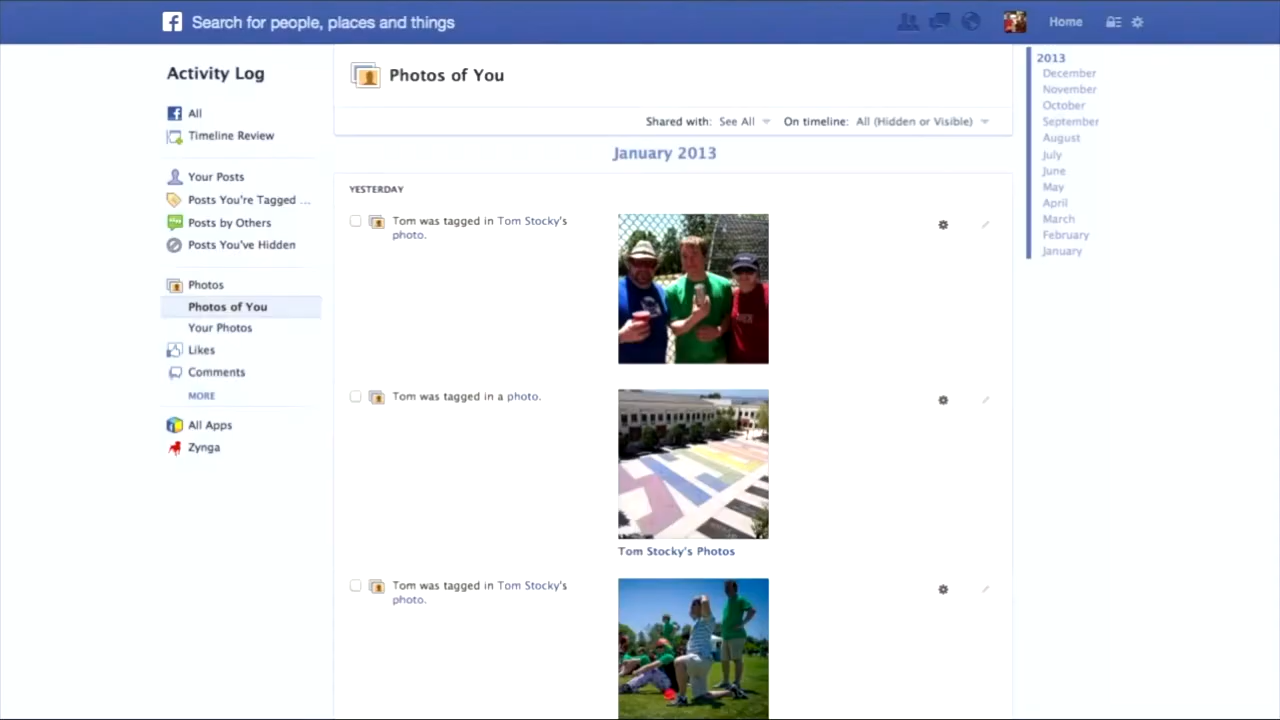 Search for people, places and things
Home
Activity Log
All
Timeline Review
Your Posts
Posts You're Tagged ...
Posts by Others
Posts You've Hidden
Photos
Photos of You
Your Photos
Likes
Comments
MORE
All Apps
Zynga
Photos of You
Shared with: See All On timeline: All (Hidden or Visible)
January 2013
YESTERDAY
Tom was tagged in Tom Stocky's
photo.
Tom was tagged in a photo.
Tom Stocky's Photos
Tom was tagged in Tom Stocky's
photo.
2013
December
November
October
September
August
July
June
May
April
March
February
January